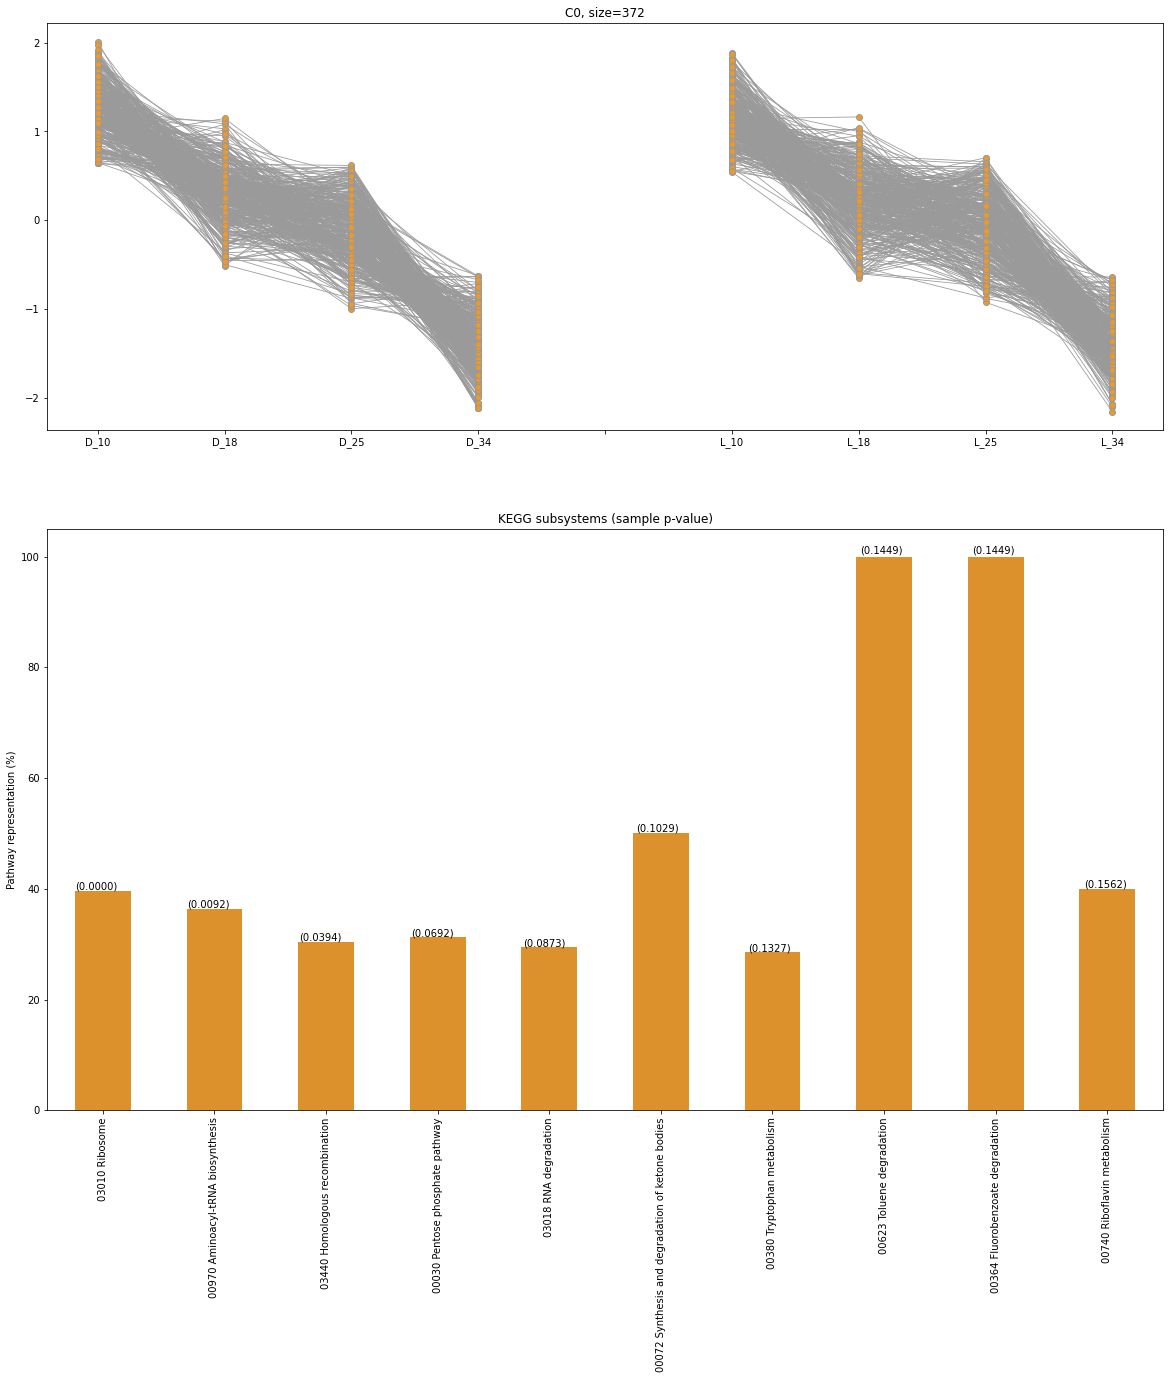 C0, size=372
2
1
0
−1
−2
D_10 D_18 D_25 D_34 L_10 L_18 L_25 L_34
KEGG subsystems (sample p-value)
Pathway representation (%)
100
80
60
40
20
0
(0.0000)
(0.0092)
(0.0394)
(0.0692)
(0.0873)
(0.1029)
(0.1327)
(0.1449)
(0.1449)
(0.1562)
03010 Ribosome
00970 Aminoacyl-tRNA biosynthesis
03440 Homologous recombination
00030 Pentose phosphate pathway
03018 RNA degradation
00072 Synthesis and degradation of ketone bodies
00380 Tryptophan metabolism
00623 Toluene degradation
00364 Fluorobenzoate degradation
00740 Riboflavin metabolism